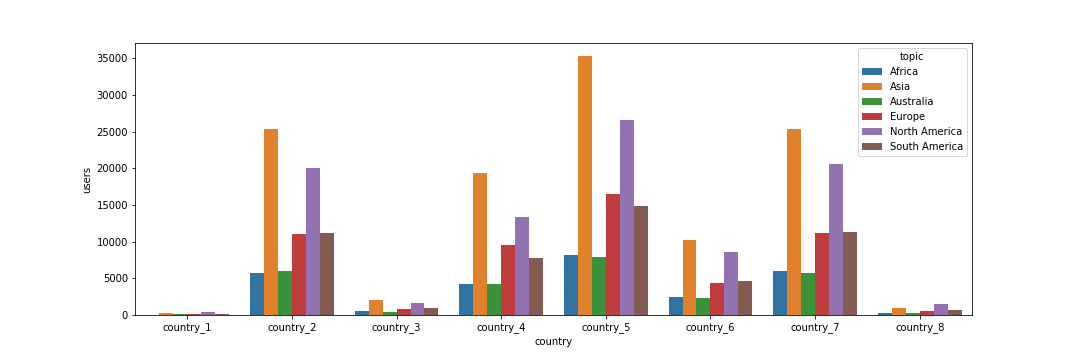 topic
Africa
Asia
Australia
Europe
North America
South America
users
35000
30000
25000
20000
15000
10000
5000
0
country_1 country_2 country_3 country_4 country_5 country_6 country_7 country_8
country